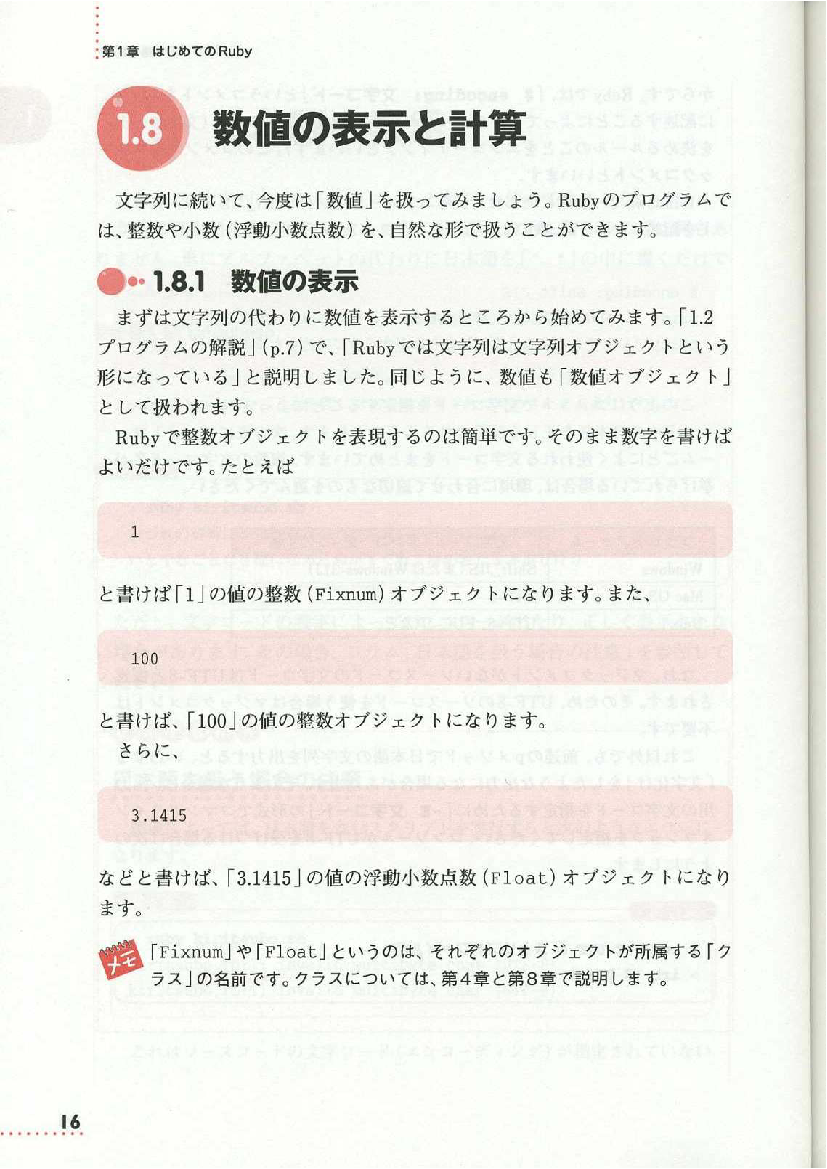 第1章　はじめてのRuby
1.8　数値の表示と計算
文字列に続いて、今度は「数値」を扱ってみましょう。Rubyのプログラムで
は、整数や小数（浮動小数点数）を、自然な形で扱うことができます。
1.8.1　数値の表示
まずは文字列の代わりに数値を表示するところから始めてみます。「1.2
プログラムの解説」(p.7)で、「Rubyでは文字列は文字列オブジェクトという
形になっている」と説明しました。同じように、数値も「数値オブジェクト」
として扱われます。
Rubyで整数オブジェクトを表現するのは簡単です。そのまま数字を書けば
よいだけです。たとえば
1
と書けば「1」の値の整数（Fixnum）オブジェクトになります。また、
100
と書けば、「100」の値の整数オブジェクトになります。
さらに、
3.1415
などと書けば、「3.1415」の値の浮動小数点数（Float）オブジェクトになり
ます。
メモ　「Fixnum」や「Float」というのは、それぞれのオブジェクトが所属する「ク
ラス」の名前です。クラスについては、第4章と第8章で説明します。
16